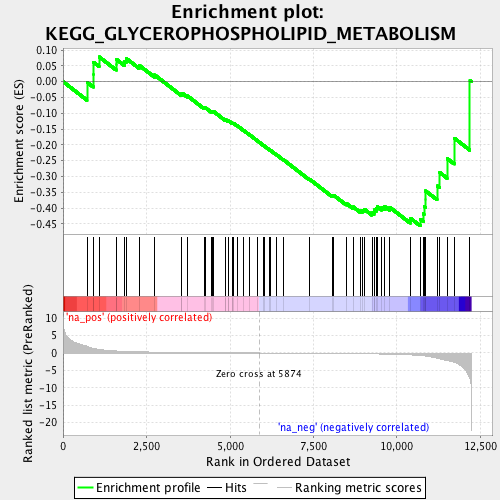 Enrichment plot:
KEGG_GLYCEROPHOSPHOLIPID_METABOLISM
Enrichment score (ES)
0.10
0.05
0.00
-0.05
-0.10
-0.15
-0.20
-0.25
-0.30
-0.35
-0.40
-0.45
'na_pos' (positively correlated)
Ranked list metric (PreRanked)
10
5
0
-5
-10
-15
-20
Zero cross at 5874
'na_neg' (negatively correlated)
0 2,500 5,000 7,500 10,000 12,500
Rank in Ordered Dataset
Enrichment profile Hits Ranking metric scores